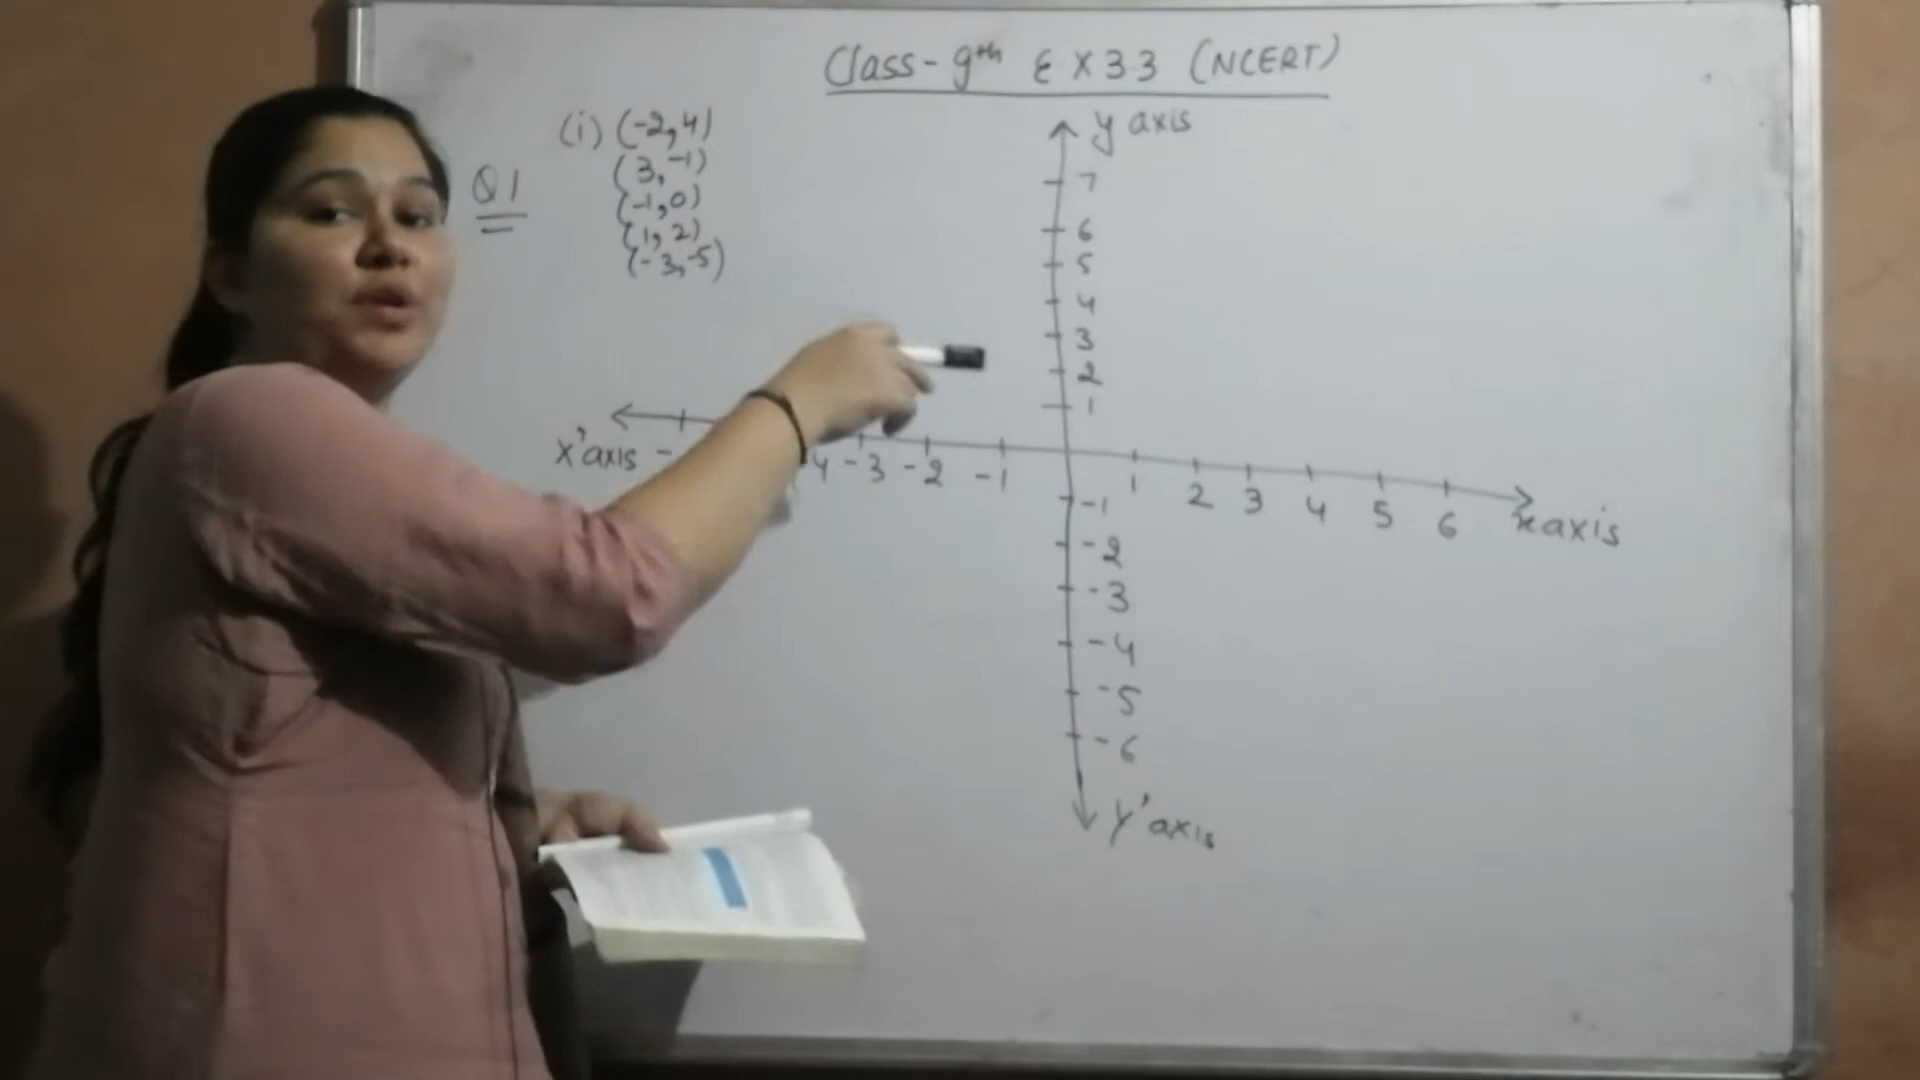 Class-9th Ex 3.3 (NCERT)
Q1
(i) (-2,4)
(3,-1)
(-1,0)
(1,2)
(-3,-5)
y axis
7
6
5
4
3
2
1
x'axis - 4 -3 -2 -1
1 2 3 4 5 6 x axis
-1
-2
-3
-4
-5
-6
y'axis